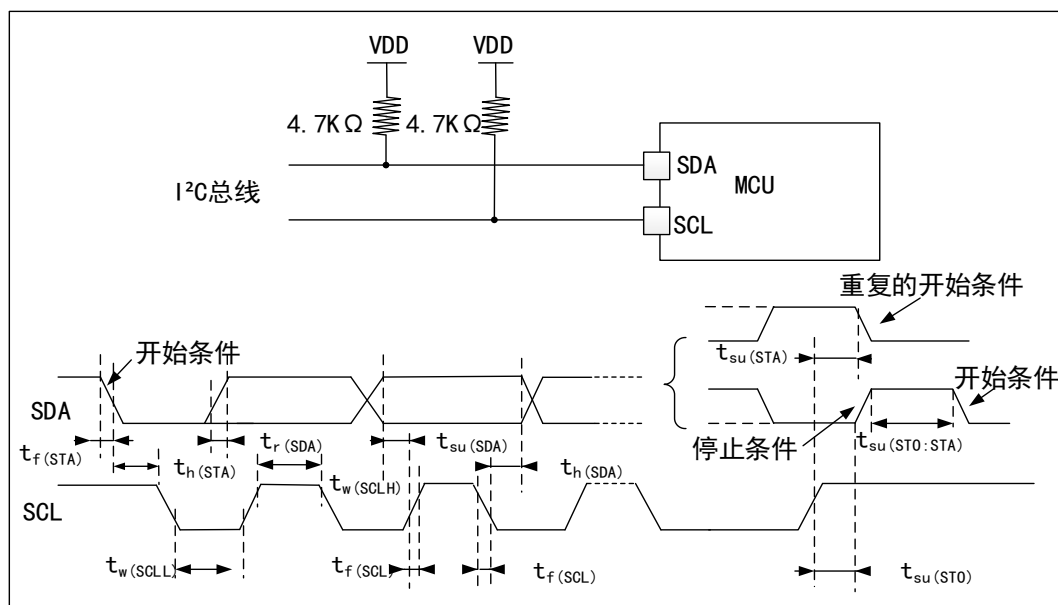 VDD VDD
4.7KΩ 4.7KΩ
SDA
MCU
I²C总线
SCL
重复的开始条件
开始条件
tsu(STA)
开始条件
SDA
停止条件
tf(STA)
th(STA)
tr(SDA)
tsu(SDA)
th(SDA)
tsu(STO:STA)
tw(SCLH)
SCL
tw(SCLL)
tf(SCL)
tf(SCL)
tsu(STO)